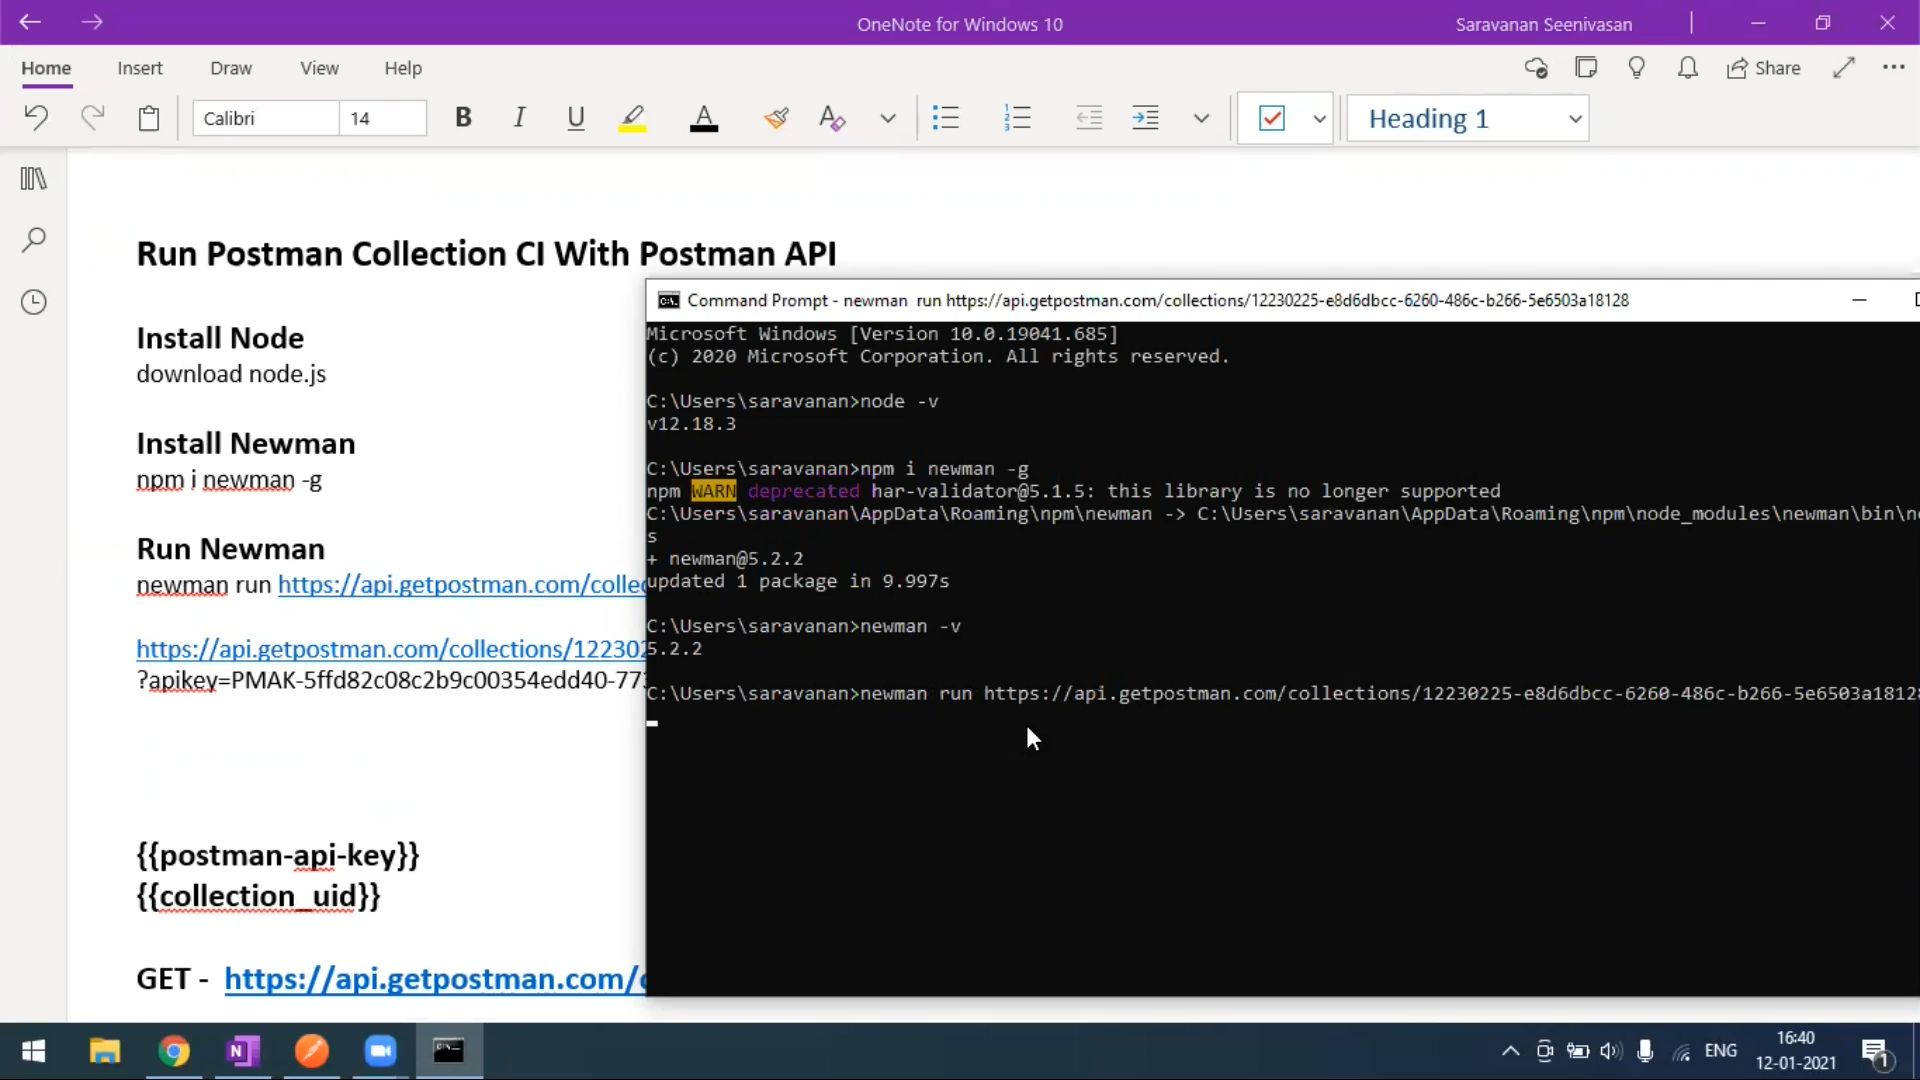 OneNote for Windows 10
Saravanan Seenivasan
Home Insert Draw View Help
Share
Calibri 14 B I U A A Heading 1
Run Postman Collection CI With Postman API
Install Node
download node.js
Install Newman
npm i newman -g
Run Newman
newman run https://api.getpostman.com/collec
https://api.getpostman.com/collections/122302
?apikey=PMAK-5ffd82c08c2b9c00354edd40-77
{{postman-api-key}}
{{collection_uid}}
GET - https://api.getpostman.com/c
Command Prompt - newman run https://api.getpostman.com/collections/12230225-e8d6dbcc-6260-486c-b266-5e6503a18128
Microsoft Windows [Version 10.0.19041.685]
(c) 2020 Microsoft Corporation. All rights reserved.
C:\Users\saravanan>node -v
v12.18.3
C:\Users\saravanan>npm i newman -g
npm WARN deprecated har-validator@5.1.5: this library is no longer supported
C:\Users\saravanan\AppData\Roaming\npm\newman -> C:\Users\saravanan\AppData\Roaming\npm\node_modules\newman\bin\ne
s
+ newman@5.2.2
updated 1 package in 9.997s
C:\Users\saravanan>newman -v
5.2.2
C:\Users\saravanan>newman run https://api.getpostman.com/collections/12230225-e8d6dbcc-6260-486c-b266-5e6503a18128
ENG
16:40
12-01-2021
1